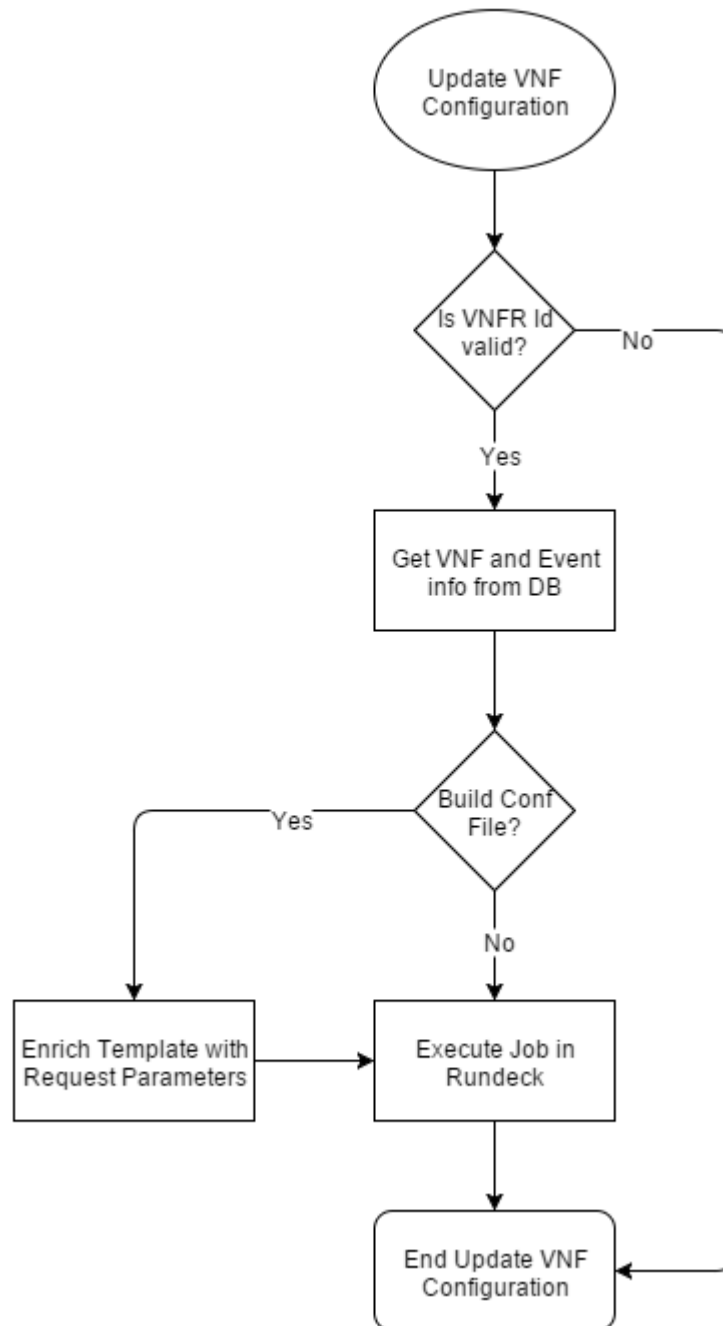 Update VNF
Configuration
Is VNFR Id
valid?
No
Yes
Get VNF and Event
info from DB
Build Conf
File?
Yes
No
Enrich Template with
Request Parameters
Execute Job in
Rundeck
End Update VNF
Configuration